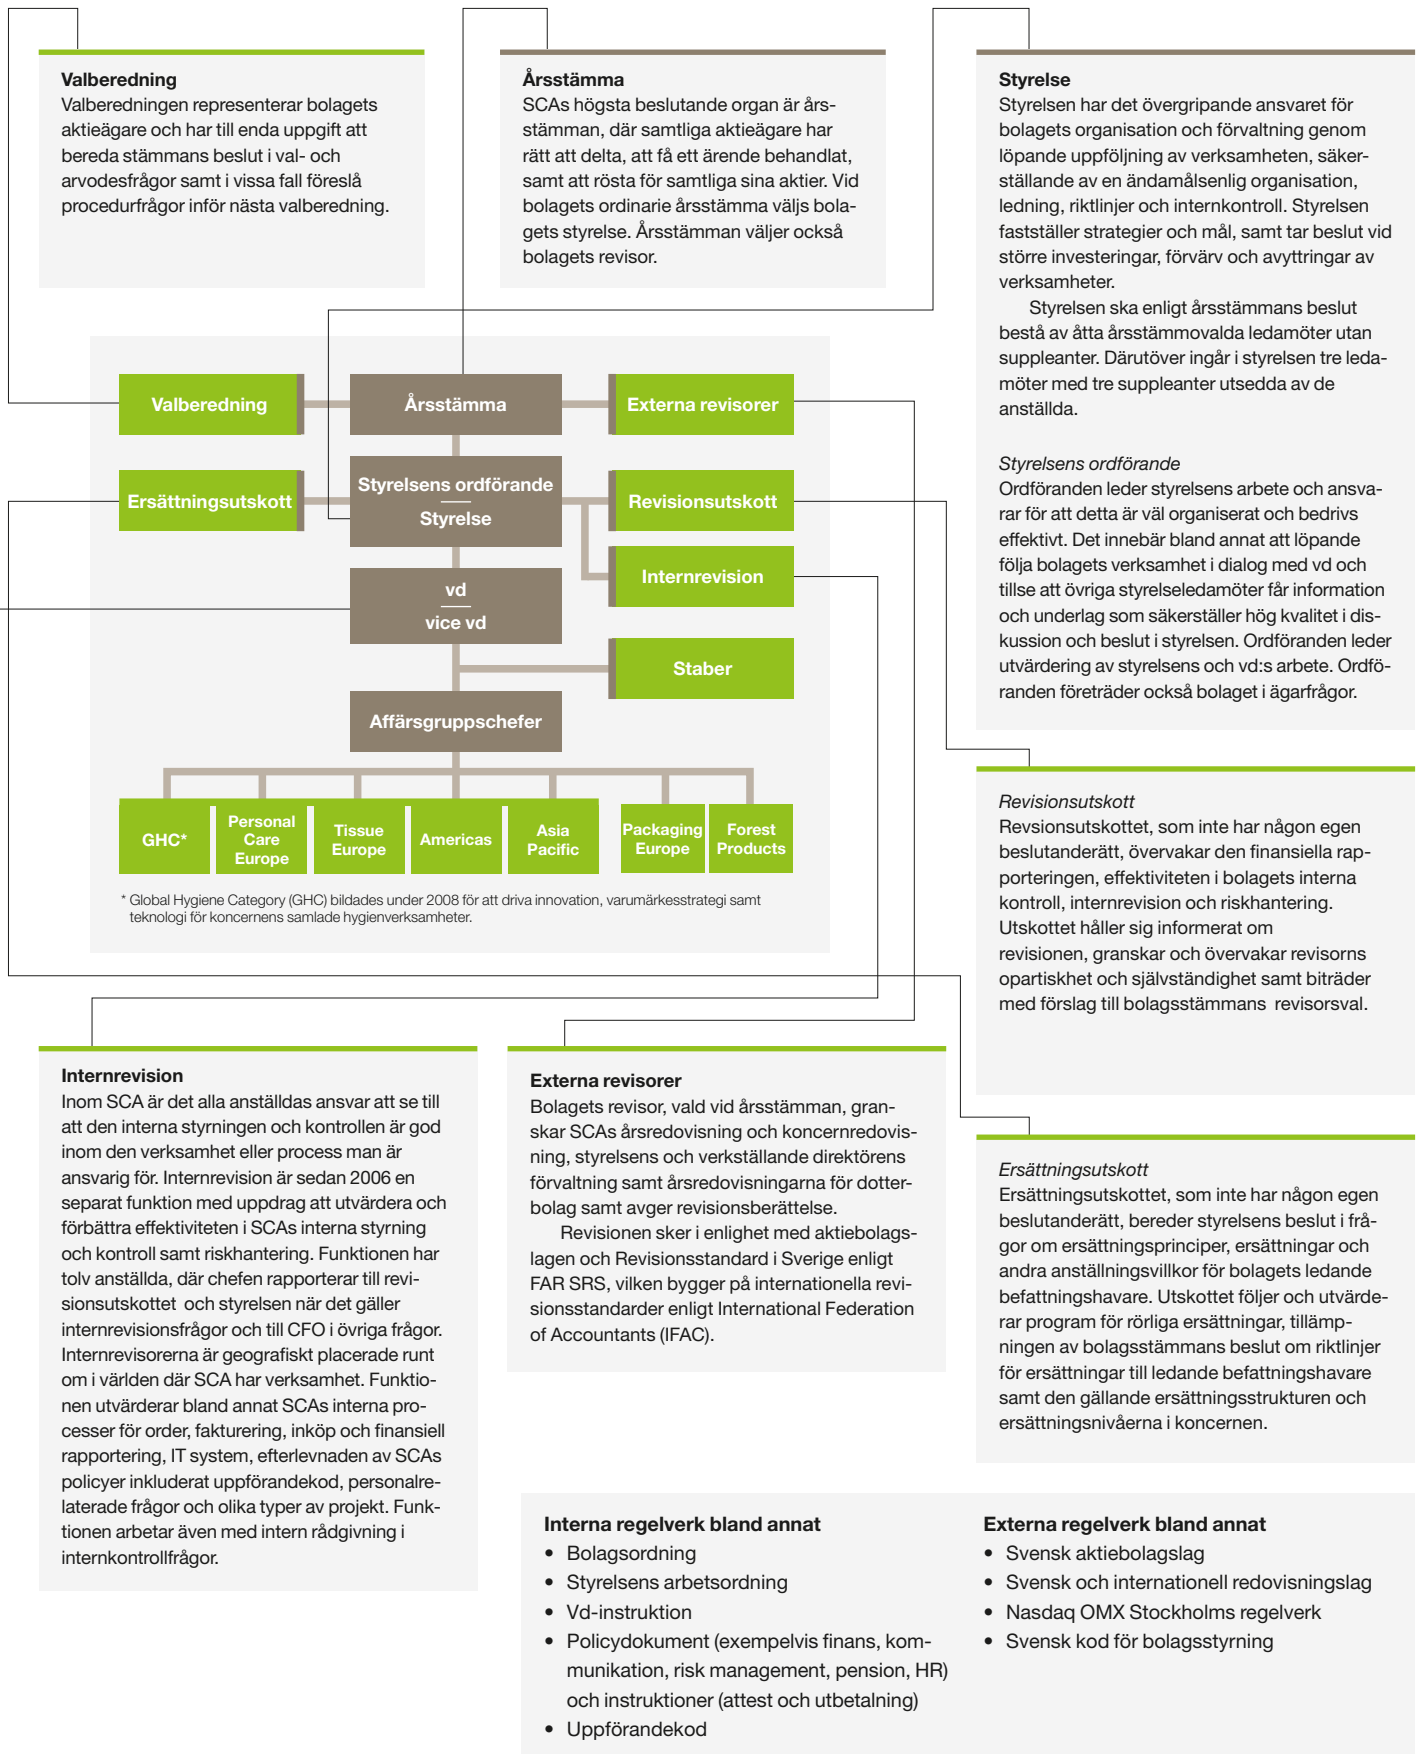 Valberedning
Valberedningen representerar bolagets
aktieägare och har till enda uppgift att
bereda stämmans beslut i val- och
arvodesfrågor samt i vissa fall föreslå
procedurfrågor inför nästa valberedning.
Årsstämma
SCAs högsta beslutande organ är års-
stämman, där samtliga aktieägare har
rätt att delta, att få ett ärende behandlat,
samt att rösta för samtliga sina aktier. Vid
bolagets ordinarie årsstämma väljs bola-
gets styrelse. Årsstämman väljer också
bolagets revisor.
Styrelse
Styrelsen har det övergripande ansvaret för
bolagets organisation och förvaltning genom
löpande uppföljning av verksamheten, säker-
ställande av en ändamålsenlig organisation,
ledning, riktlinjer och internkontroll. Styrelsen
fastställer strategier och mål, samt tar beslut vid
större investeringar, förvärv och avyttringar av
verksamheter.
Styrelsen ska enligt årsstämmans beslut
bestå av åtta årsstämmovalda ledamöter utan
suppleanter. Därutöver ingår i styrelsen tre leda-
möter med tre suppleanter utsedda av de
anställda.
Styrelsens ordförande
Ordföranden leder styrelsens arbete och ansva-
rar för att detta är väl organiserat och bedrivs
effektivt. Det innebär bland annat att löpande
följa bolagets verksamhet i dialog med vd och
tillse att övriga styrelseledamöter får information
och underlag som säkerställer hög kvalitet i dis-
kussion och beslut i styrelsen. Ordföranden leder
utvärdering av styrelsens och vd:s arbete. Ordfö-
randen företräder också bolaget i ägarfrågor.
Valberedning
Årsstämma
Externa revisorer
Ersättningsutskott
Styrelsens ordförande
Styrelse
Revisionsutskott
Internrevision
vd
vice vd
Staber
Affärsgruppschefer
GHC*
Personal
Care
Europe
Tissue
Europe
Americas
Asia
Pacific
Packaging
Europe
Forest
Products
* Global Hygiene Category (GHC) bildades under 2008 för att driva innovation, varumärkesstrategi samt
teknologi för koncernens samlade hygienverksamheter.
Revisionsutskott
Revsionsutskottet, som inte har någon egen
beslutanderätt, övervakar den finansiella rap-
porteringen, effektiviteten i bolagets interna
kontroll, internrevision och riskhantering.
Utskottet håller sig informerat om
revisionen, granskar och övervakar revisorns
opartiskhet och självständighet samt biträder
med förslag till bolagsstämmans revisorsval.
Internrevision
Inom SCA är det alla anställdas ansvar att se till
att den interna styrningen och kontrollen är god
inom den verksamhet eller process man är
ansvarig för. Internrevision är sedan 2006 en
separat funktion med uppdrag att utvärdera och
förbättra effektiviteten i SCAs interna styrning
och kontroll samt riskhantering. Funktionen har
tolv anställda, där chefen rapporterar till revi-
sionsutskottet och styrelsen när det gäller
internrevisionsfrågor och till CFO i övriga frågor.
Internrevisorerna är geografiskt placerade runt
om i världen där SCA har verksamhet. Funktio-
nen utvärderar bland annat SCAs interna pro-
cesser för order, fakturering, inköp och finansiell
rapportering, IT system, efterlevnaden av SCAs
policyer inkluderat uppförandekod, personalre-
laterade frågor och olika typer av projekt. Funk-
tionen arbetar även med intern rådgivning i
internkontrollfrågor.
Externa revisorer
Bolagets revisor, vald vid årsstämman, gran-
skar SCAs årsredovisning och koncernredovis-
ning, styrelsens och verkställande direktörens
förvaltning samt årsredovisningarna för dotter-
bolag samt avger revisionsberättelse.
Revisionen sker i enlighet med aktiebolags-
lagen och Revisionsstandard i Sverige enligt
FAR SRS, vilken bygger på internationella revi-
sionsstandarder enligt International Federation
of Accountants (IFAC).
Ersättningsutskott
Ersättningsutskottet, som inte har någon egen
beslutanderätt, bereder styrelsens beslut i frå-
gor om ersättningsprinciper, ersättningar och
andra anställningsvillkor för bolagets ledande
befattningshavare. Utskottet följer och utvärde-
rar program för rörliga ersättningar, tillämp-
ningen av bolagsstämmans beslut om riktlinjer
för ersättningar till ledande befattningshavare
samt den gällande ersättningsstrukturen och
ersättningsnivåerna i koncernen.
Interna regelverk bland annat
• Bolagsordning
• Styrelsens arbetsordning
• Vd-instruktion
• Policydokument (exempelvis finans, kom-
munikation, risk management, pension, HR)
och instruktioner (attest och utbetalning)
• Uppförandekod
Externa regelverk bland annat
• Svensk aktiebolagslag
• Svensk och internationell redovisningslag
• Nasdaq OMX Stockholms regelverk
• Svensk kod för bolagsstyrning